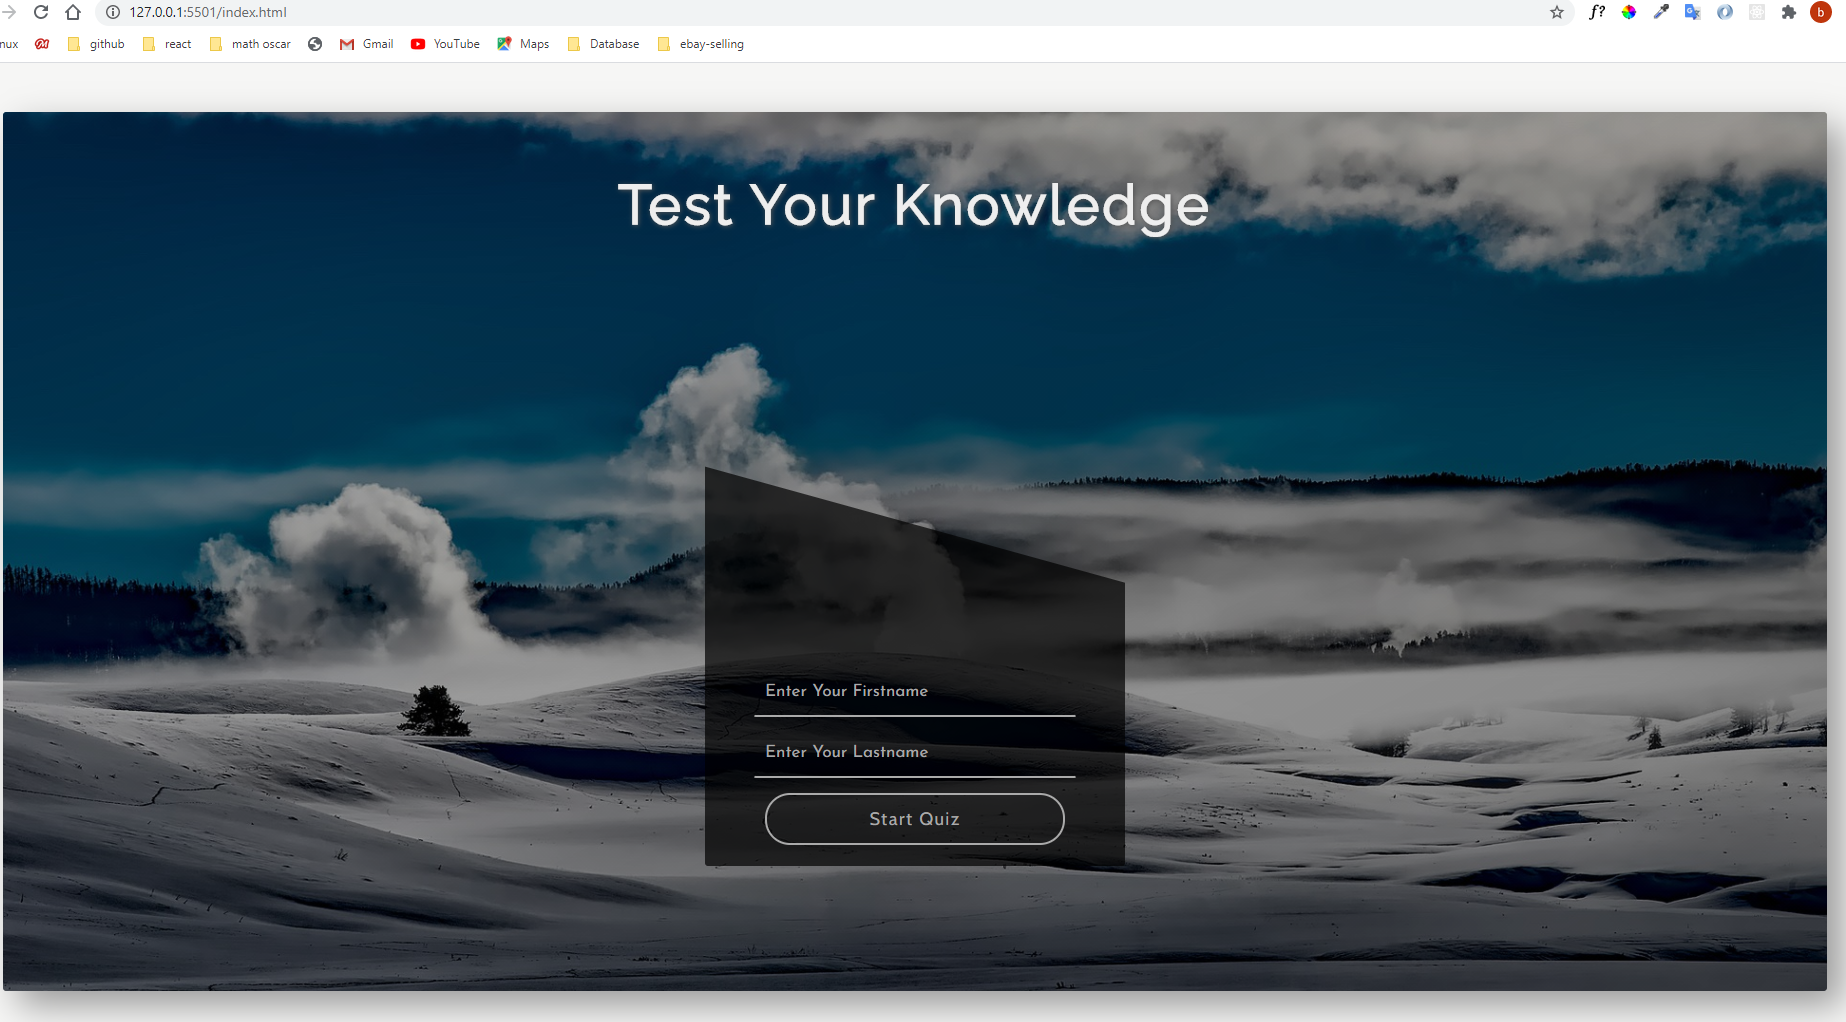 127.0.0.1:5501/index.html
f?
b
nux
github
react
math oscar
Gmail
YouTube
Maps
Database
ebay-selling
Test Your Knowledge
Enter Your Firstname
Enter Your Lastname
Start Quiz